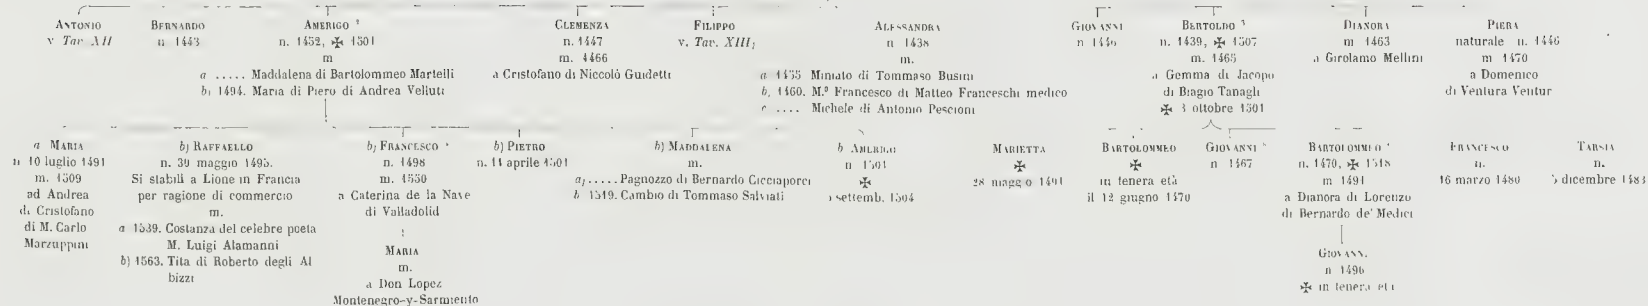 ANTONIO
v Tav XII
BERNARDO
n 1443
AMERIGO
n. 1452, ✠ 1501
m
a ..... Maddalena di Bartolommeo Martelli
b) 1494. Maria di Piero di Andrea Velluti
CLEMENZA
n. 1447
m. 1466
a Cristofano di Niccolò Guidetti
FILIPPO
v. Tav. XIII,
ALESSANDRA
n 1438
m.
a 1455 Miniato di Tommaso Busini
b, 1460. M.º Francesco di Matteo Franceschi medico
c .... Michele di Antonio Pescioni
GIOVANNI
n 1446
BERTOLDO
n. 1439, ✠ 1507
m. 1465
a Gemma di Jacopo
di Biagio Tanagli
✠ 3 ottobre 1501
DIANORA
m 1463
a Girolamo Mellini
PIERA
naturale n. 1446
m 1470
a Domenico
di Ventura Ventur
a MARIA
n 10 luglio 1491
m. 1509
ad Andrea
di Cristofano
di M. Carlo
Marzuppini
b) RAFFAELLO
n. 30 maggio 1495.
Si stabilì a Lione in Francia
per ragione di commercio
m.
a 1539. Costanza del celebre poeta
M. Luigi Alamanni
b) 1563. Tita di Roberto degli Al
bizzi
b) FRANCESCO
n. 1498
m. 1530
a Caterina de la Nave
di Valladolid
MARIA
m.
a Don Lopez
Montenegro-y-Sarmiento
b) PIETRO
n. 11 aprile 1501
b) MADDALENA
m.
a) ..... Pagnozzo di Bernardo Cicciaporci
b 1519. Cambio di Tommaso Salviati
b AMERIGO
n 1501
✠
settemb. 1504
MARIETTA
✠
28 magg o 1491
BARTOLOMMEO
✠
in tenera età
il 12 giugno 1470
GIOVANNI
n 1467
BARTOLOMMEO
n. 1470, ✠ 1518
m 1491
a Dianora di Lorenzo
di Bernardo de' Medici
GIOVANN.
n 1496
✠ in tenera età
FRANCESCO
n.
16 marzo 1480
TARSIA
n.
dicembre 1483